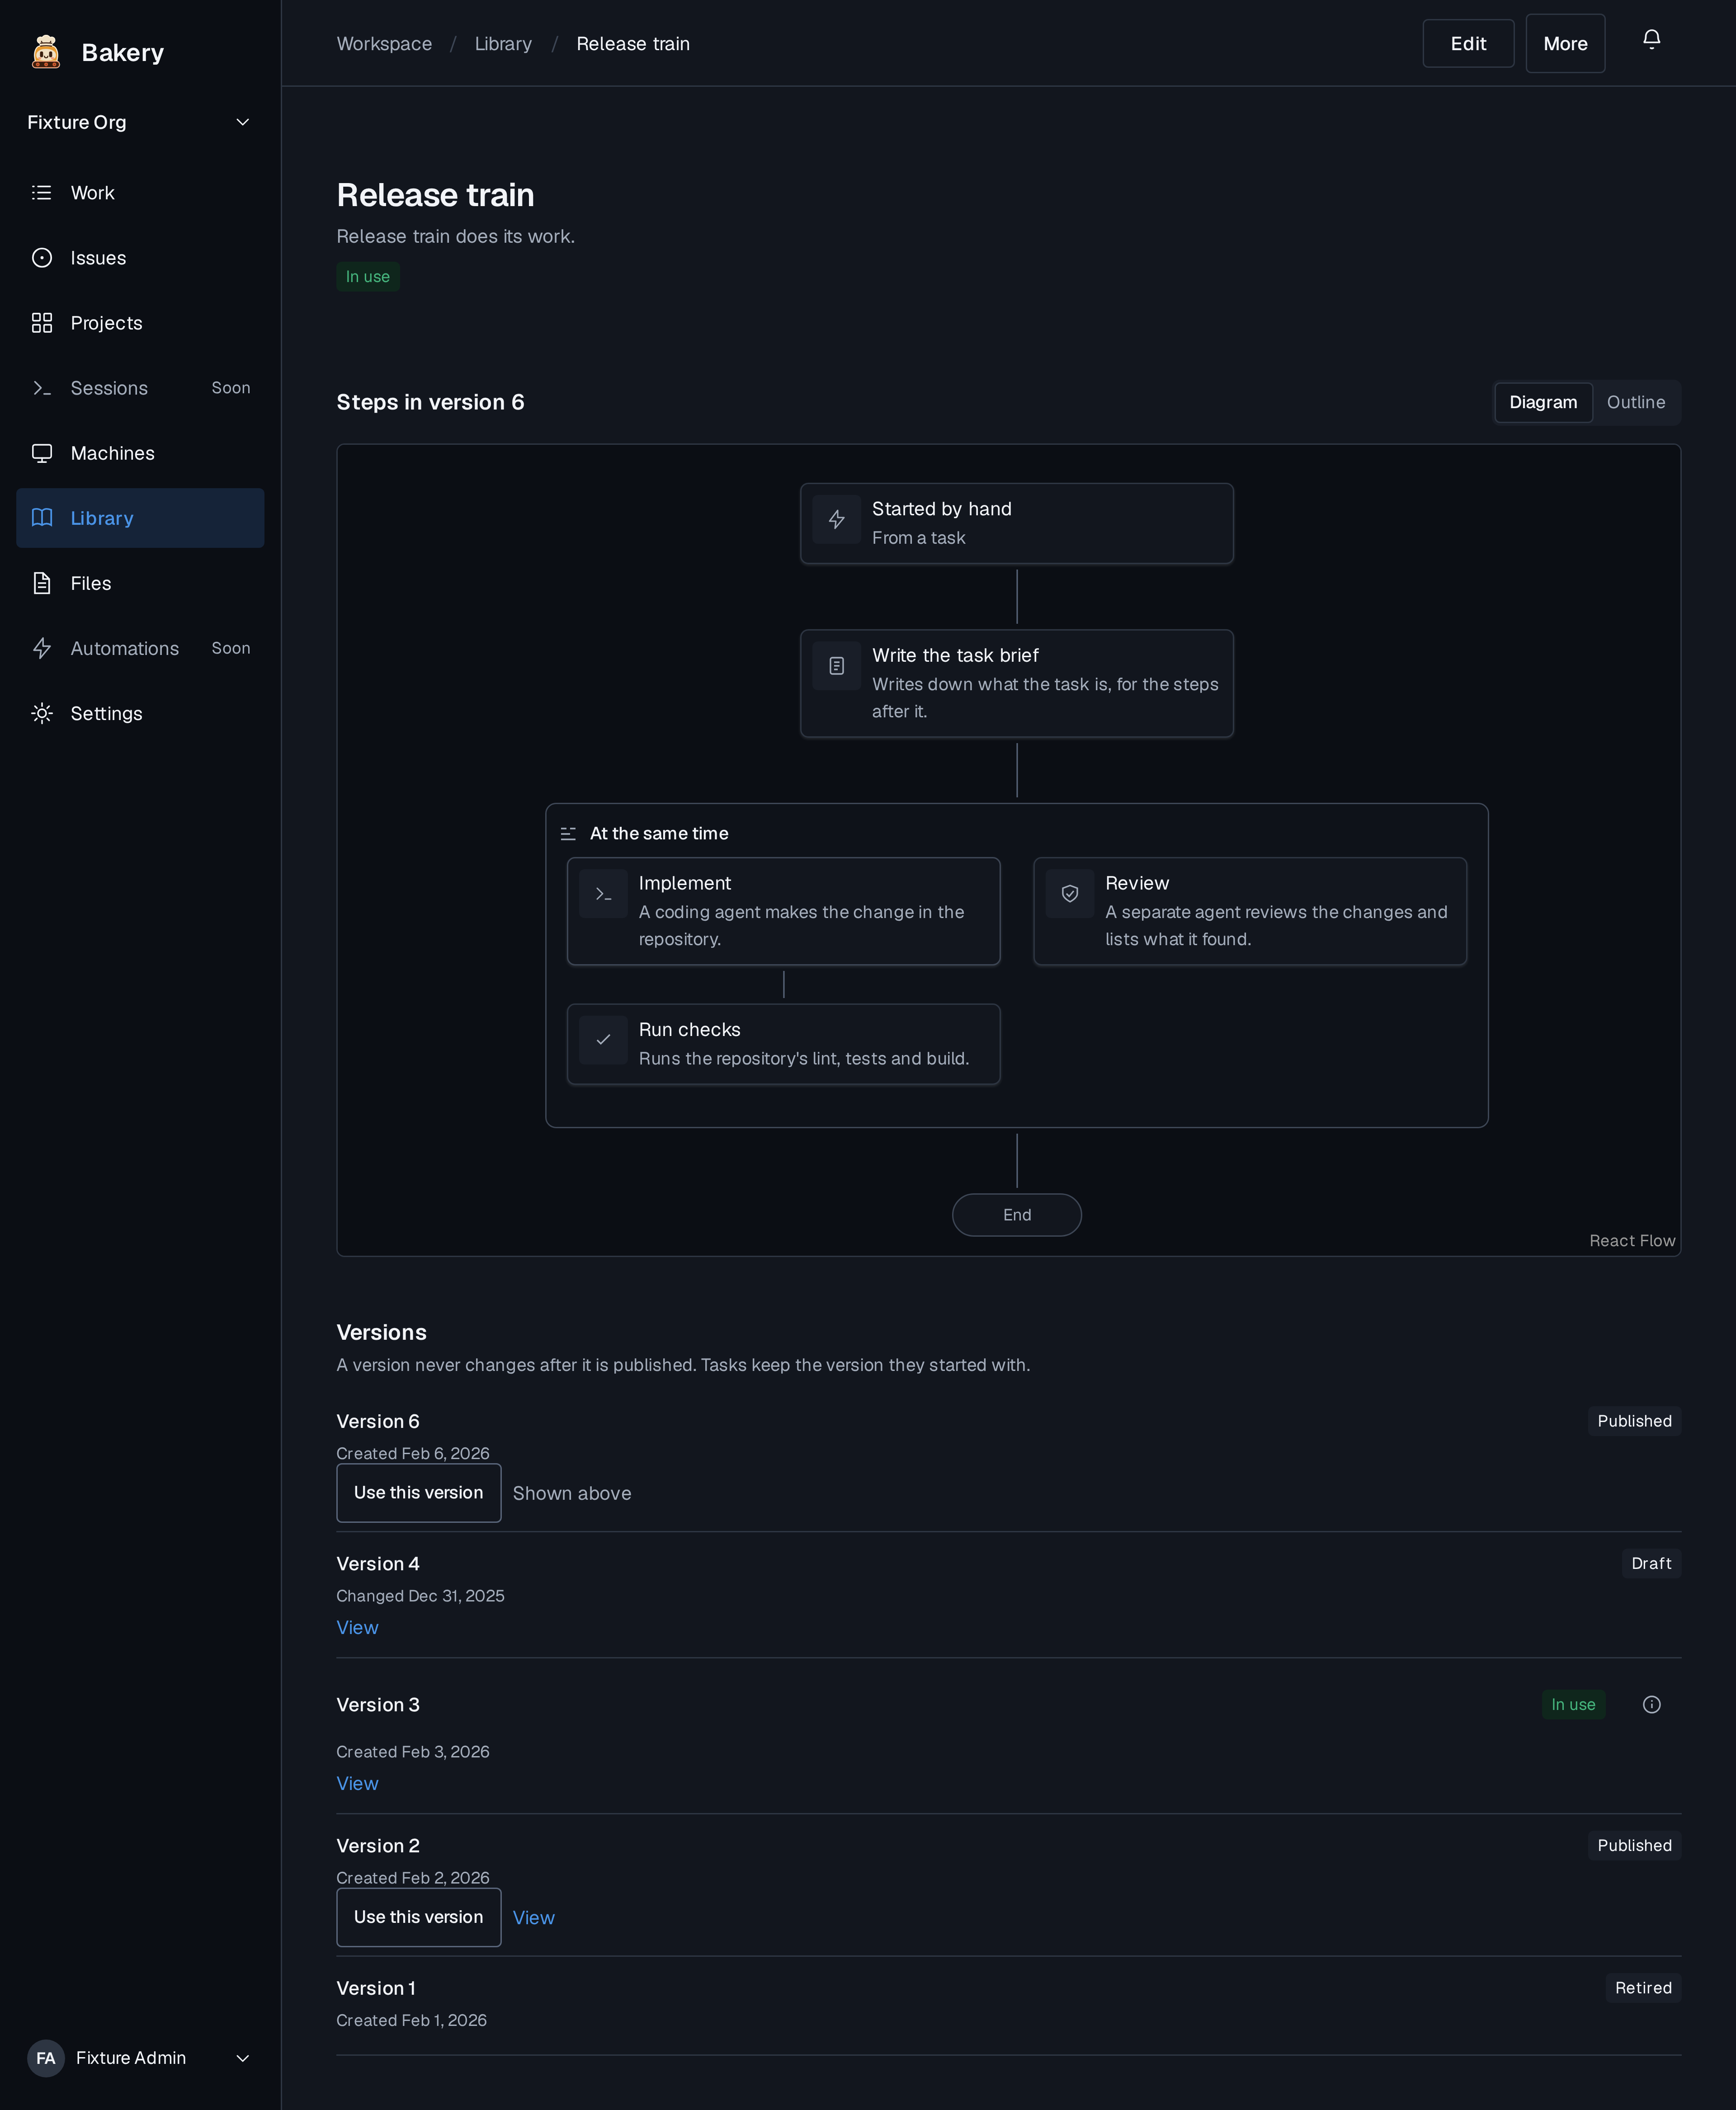 Bakery
Fixture Org
Work
Issues
Projects
Sessions Soon
Machines
Library
Files
Automations Soon
Settings
FA Fixture Admin
Workspace / Library / Release train
Edit More
Release train
Release train does its work.
In use
Steps in version 6
Diagram Outline
Started by hand
From a task
Write the task brief
Writes down what the task is, for the steps
after it.
At the same time
Implement
A coding agent makes the change in the
repository.
Review
A separate agent reviews the changes and
lists what it found.
Run checks
Runs the repository's lint, tests and build.
End
React Flow
Versions
A version never changes after it is published. Tasks keep the version they started with.
Version 6 Published
Created Feb 6, 2026
Use this version Shown above
Version 4 Draft
Changed Dec 31, 2025
View
Version 3 In use
Created Feb 3, 2026
View
Version 2 Published
Created Feb 2, 2026
Use this version View
Version 1 Retired
Created Feb 1, 2026